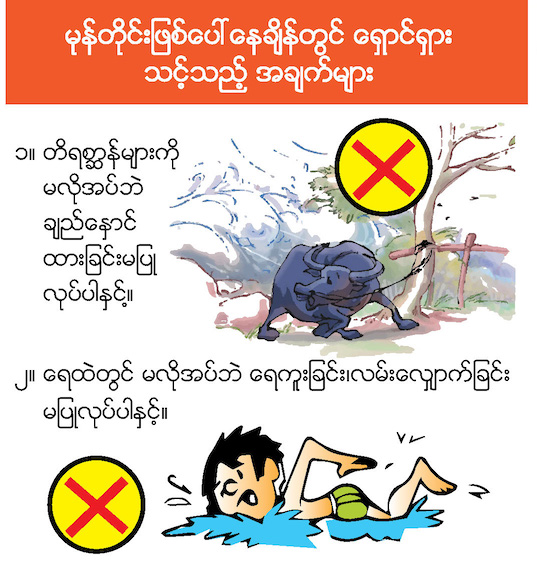 မုန်တိုင်းဖြစ်ပေါ်နေချိန်တွင် ရှောင်ရှား
သင့်သည့် အချက်များ
၁။ တိရစ္ဆာန်များကို
မလိုအပ်ဘဲ
ချည်နှောင်
ထားခြင်းမပြု
လုပ်ပါနှင့်။
၂။ ရေထဲတွင် မလိုအပ်ဘဲ ရေကူးခြင်း၊လမ်းလျှောက်ခြင်း
မပြုလုပ်ပါနှင့်။